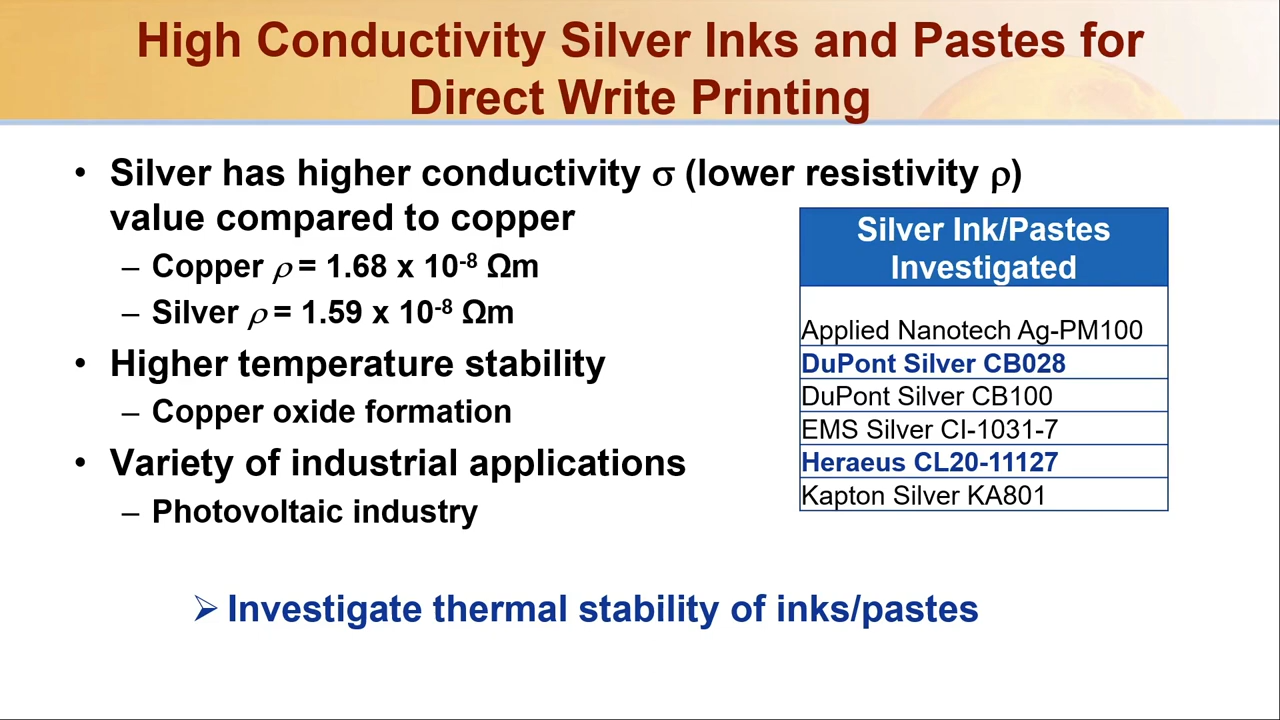 High Conductivity Silver Inks and Pastes for
Direct Write Printing
• Silver has higher conductivity σ (lower resistivity ρ)
value compared to copper
– Copper ρ = 1.68 x 10⁻⁸ Ωm
– Silver ρ = 1.59 x 10⁻⁸ Ωm
• Higher temperature stability
– Copper oxide formation
• Variety of industrial applications
– Photovoltaic industry
Silver Ink/Pastes
Investigated
Applied Nanotech Ag-PM100
DuPont Silver CB028
DuPont Silver CB100
EMS Silver CI-1031-7
Heraeus CL20-11127
Kapton Silver KA801
➢ Investigate thermal stability of inks/pastes